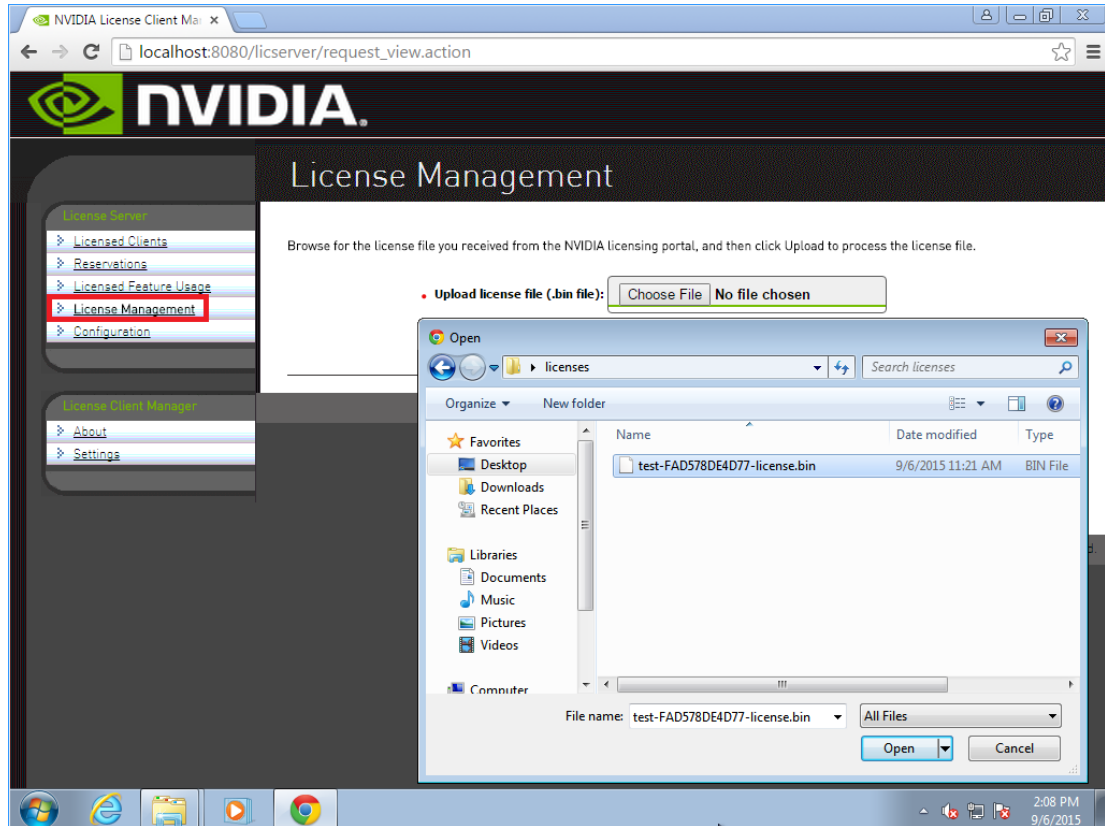 NVIDIA License Client Ma
localhost:8080/licserver/request_view.action
NVIDIA.
License Management
License Server
Licensed Clients
Reservations
Licensed Feature Usage
License Management
Configuration
License Client Manager
About
Settings
Browse for the license file you received from the NVIDIA licensing portal, and then click Upload to process the license file.
Upload license file (.bin file): Choose File No file chosen
Open
licenses
Search licenses
Organize New folder
Favorites
Desktop
Downloads
Recent Places
Libraries
Documents
Music
Pictures
Videos
Computer
Name Date modified Type
test-FAD578DE4D77-license.bin 9/6/2015 11:21 AM BIN File
File name: test-FAD578DE4D77-license.bin All Files
Open Cancel
2:08 PM
9/6/2015